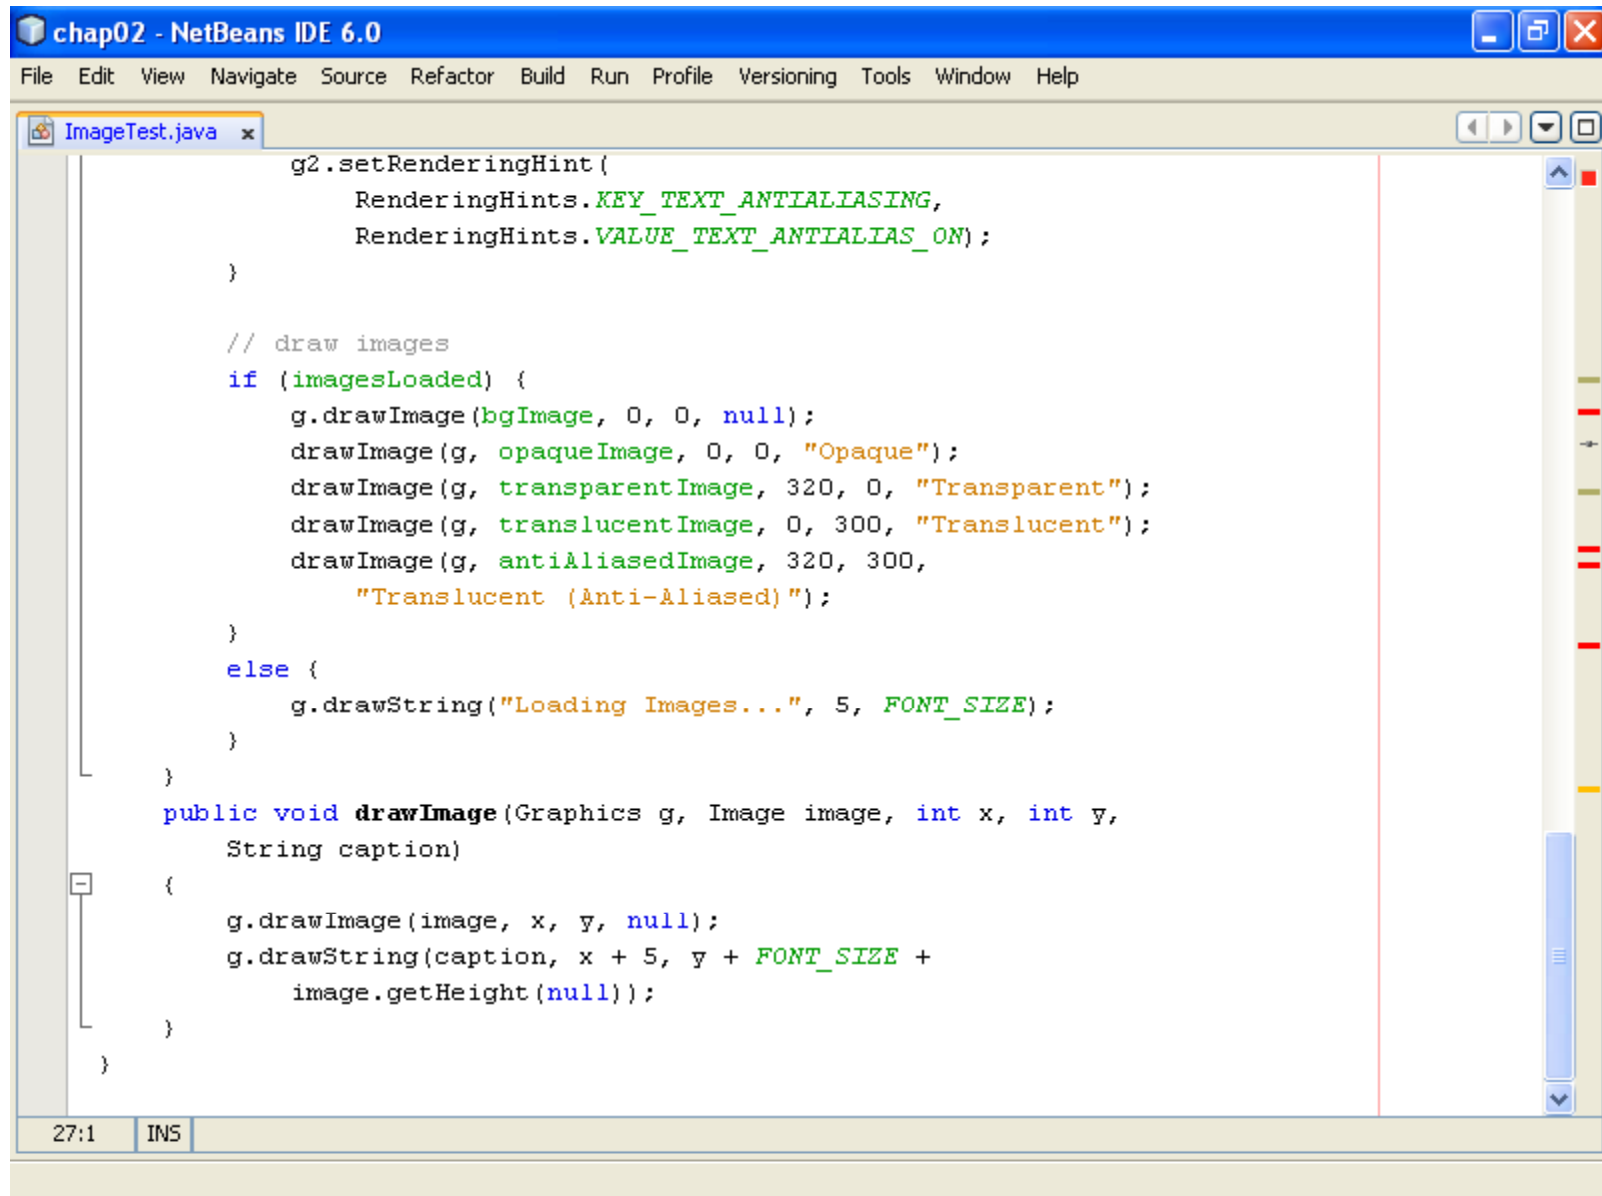 chap02 - NetBeans IDE 6.0
File Edit View Navigate Source Refactor Build Run Profile Versioning Tools Window Help
ImageTest.java x
g2.setRenderingHint(
RenderingHints.KEY_TEXT_ANTIALIASING,
RenderingHints.VALUE_TEXT_ANTIALIAS_ON);
}
// draw images
if (imagesLoaded) {
g.drawImage(bgImage, 0, 0, null);
drawImage(g, opaqueImage, 0, 0, "Opaque");
drawImage(g, transparentImage, 320, 0, "Transparent");
drawImage(g, translucentImage, 0, 300, "Translucent");
drawImage(g, antiAliasedImage, 320, 300,
"Translucent (Anti-Aliased)");
}
else {
g.drawString("Loading Images...", 5, FONT_SIZE);
}
}
public void drawImage(Graphics g, Image image, int x, int y,
String caption)
{
g.drawImage(image, x, y, null);
g.drawString(caption, x + 5, y + FONT_SIZE +
image.getHeight(null));
}
}
27:1 INS